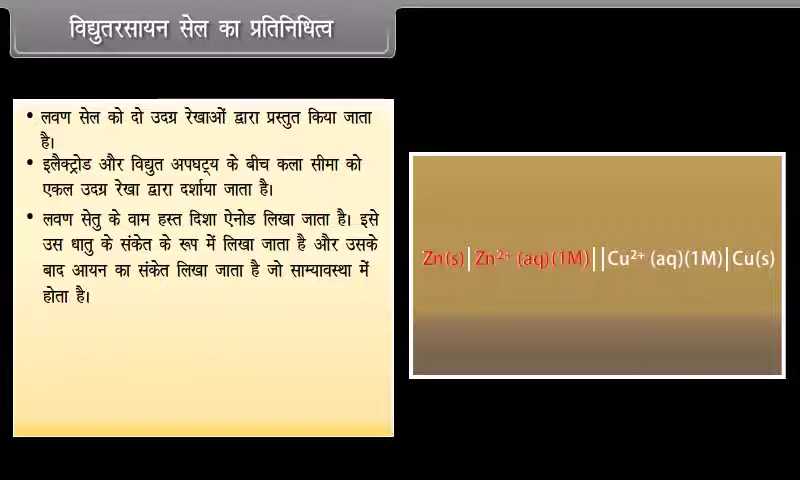 विद्युतरसायन सेल का प्रतिनिधित्व
• लवण सेल को दो उदग्र रेखाओं द्वारा प्रस्तुत किया जाता
है।
• इलैक्ट्रोड और विद्युत अपघट्य के बीच कला सीमा को
एकल उदग्र रेखा द्वारा दर्शाया जाता है।
• लवण सेतु के वाम हस्त दिशा ऐनोड लिखा जाता है। इसे
उस धातु के संकेत के रूप में लिखा जाता है और उसके
बाद आयन का संकेत लिखा जाता है जो साम्यावस्था में
होता है।
Zn(s)|Zn²⁺ (aq)(1M)||Cu²⁺ (aq)(1M)|Cu(s)